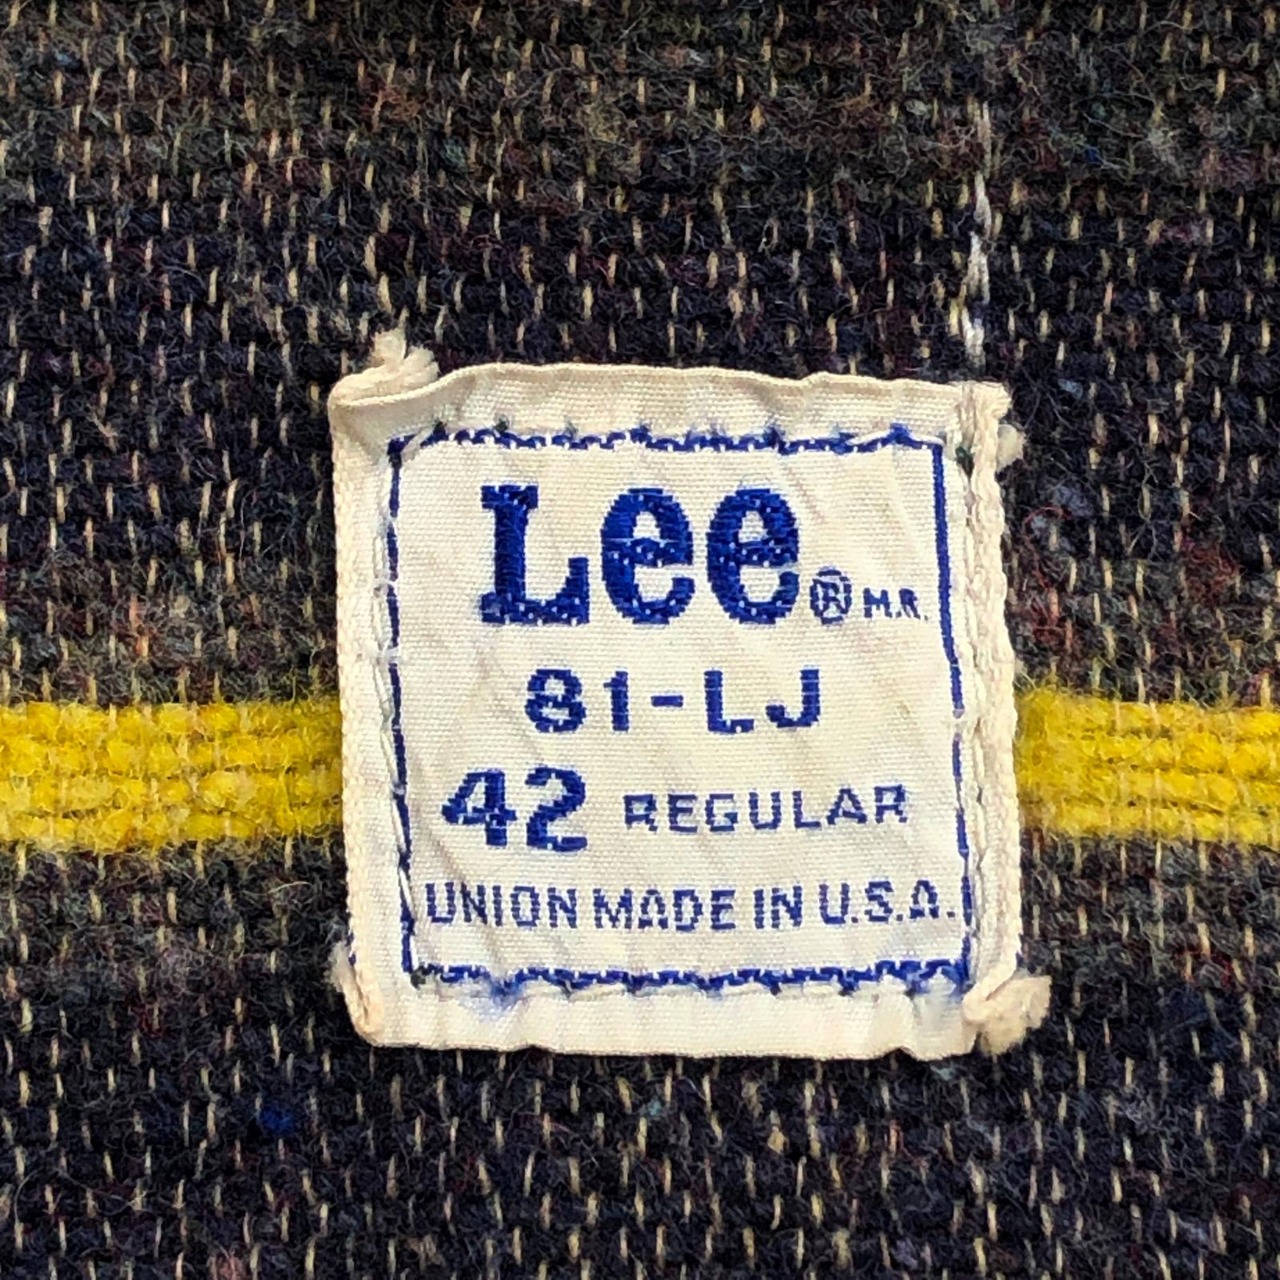 Lee® M.R.
81-LJ
42 REGULAR
UNION MADE IN U.S.A.